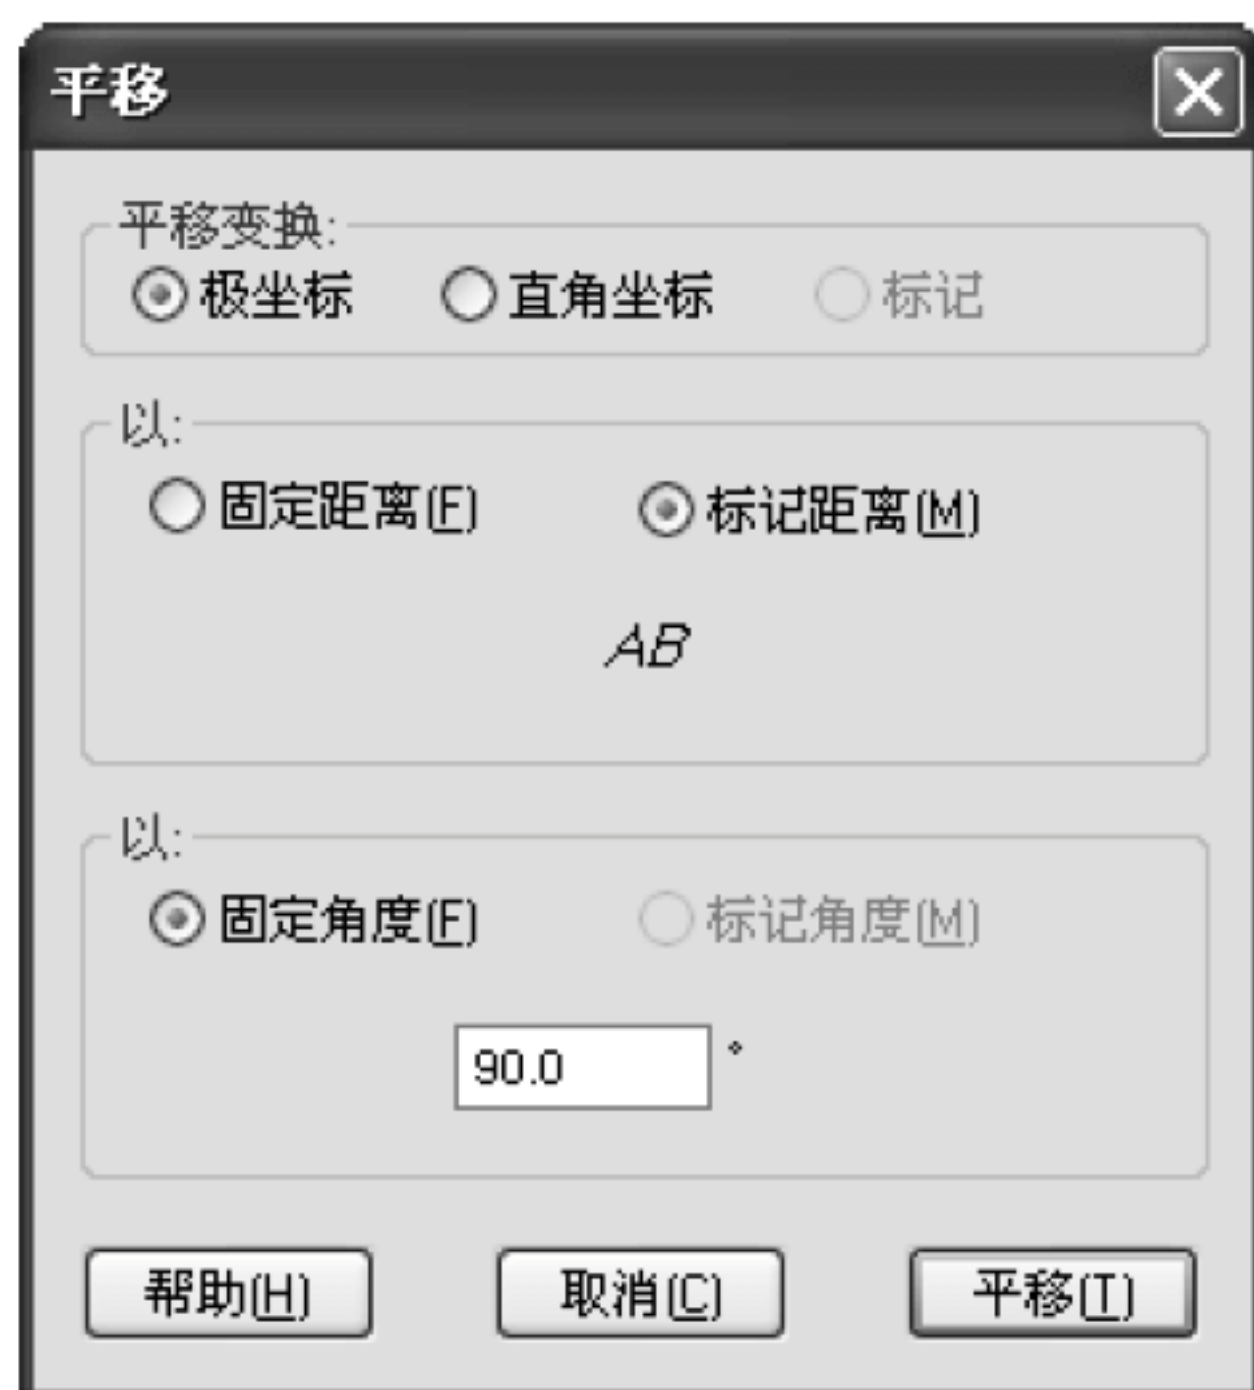 平移
平移变换:
极坐标 直角坐标 标记
以:
固定距离(F) 标记距离(M)
AB
以:
固定角度(F) 标记角度(M)
90.0 °
帮助(H) 取消(C) 平移(T)